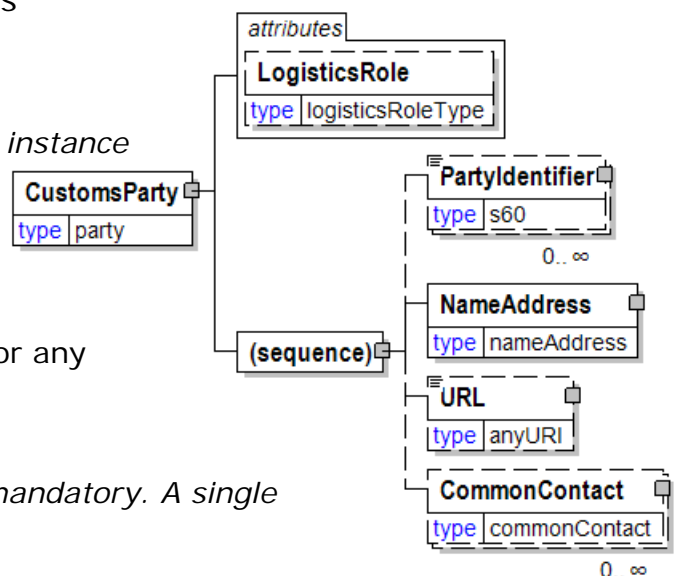 s
attributes
LogisticsRole
type logisticsRoleType
instance
CustomsParty
type party
PartyIdentifier
type s60
0.. ∞
NameAddress
type nameAddress
or any
(sequence)
URL
type anyURI
mandatory. A single
CommonContact
type commonContact
0.. ∞